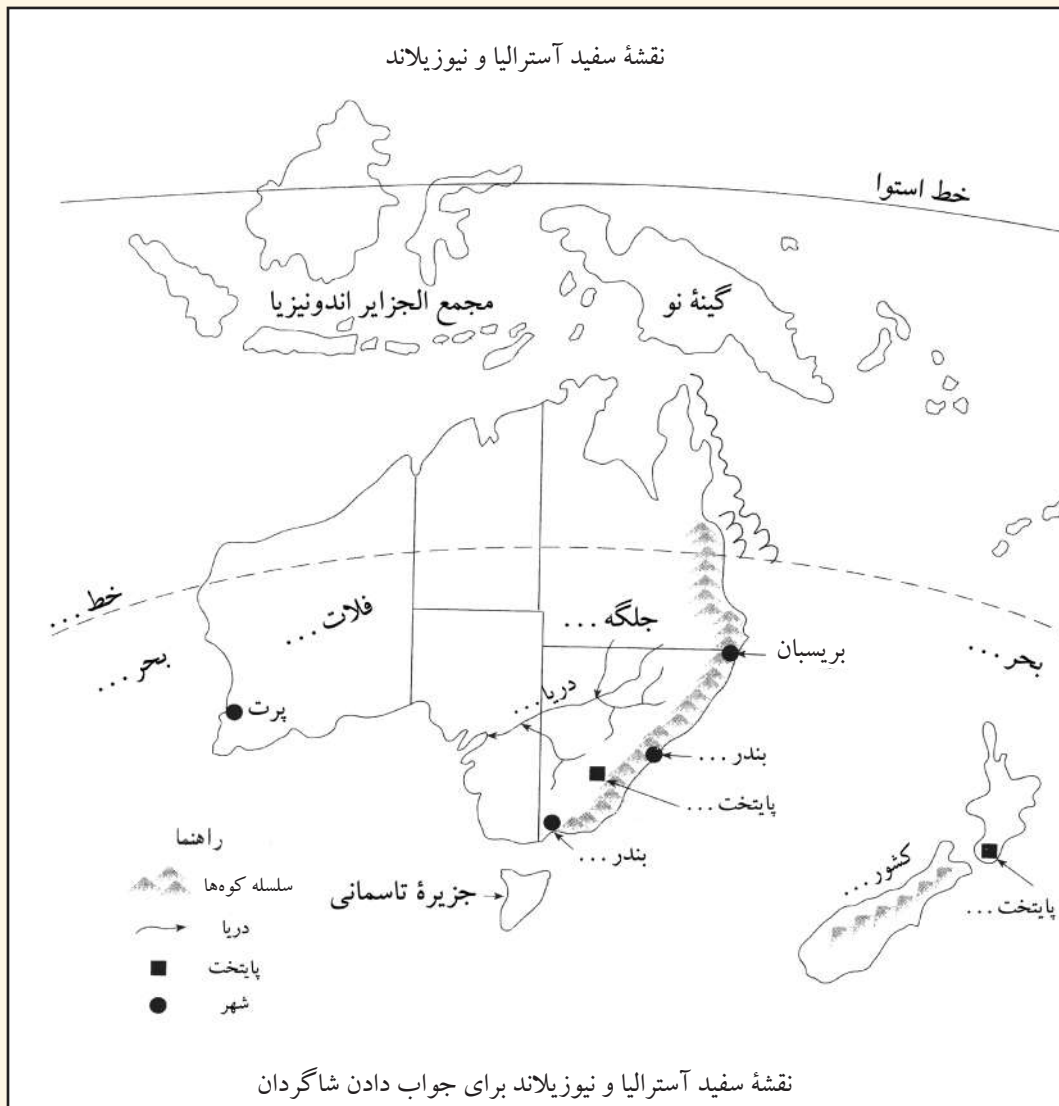 نقشهٔ سفید آسترالیا و نیوزیلاند
خط استوا
مجمع الجزایر اندونیزیا
گینهٔ نو
خط ...
فلات ...
جلگه ...
بحر ...
بحر ...
بریسبان
دریا...
پرت
بندر ...
پایتخت ...
بندر ...
کشور ...
پایتخت ...
جزیرهٔ تاسمانی
راهنما
سلسله کوه‌ها
دریا
پایتخت
شهر
نقشهٔ سفید آسترالیا و نیوزیلاند برای جواب دادن شاگردان